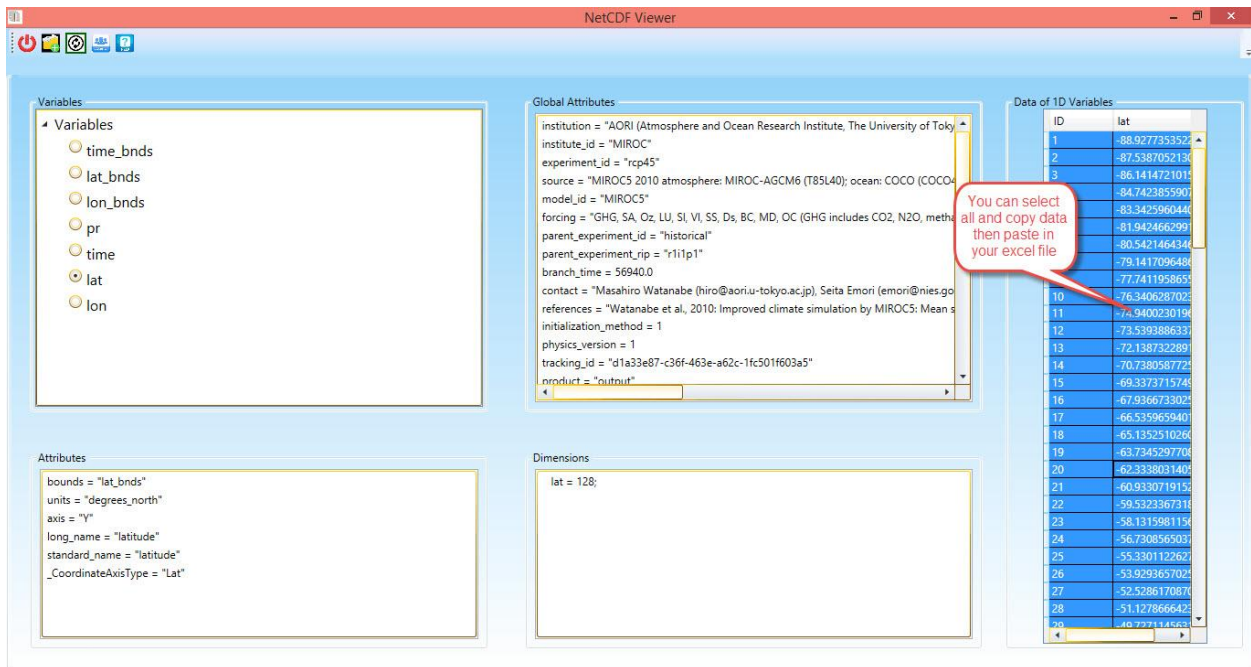 NetCDF Viewer
Variables
Variables
time_bnds
lat_bnds
lon_bnds
pr
time
lat
lon
Global Attributes
institution = "AORI (Atmosphere and Ocean Research Institute, The University of Toky
institute_id = "MIROC"
experiment_id = "rcp45"
source = "MIROC5 2010 atmosphere: MIROC-AGCM6 (T85L40); ocean: COCO (COCO4
model_id = "MIROC5"
forcing = "GHG, SA, Oz, LU, SI, VI, SS, Ds, BC, MD, OC (GHG includes CO2, N2O, metha
parent_experiment_id = "historical"
parent_experiment_rip = "r1i1p1"
branch_time = 56940.0
contact = "Masahiro Watanabe (hiro@aori.u-tokyo.ac.jp), Seita Emori (emori@nies.go
references = "Watanabe et al., 2010: Improved climate simulation by MIROC5: Mean s
initialization_method = 1
physics_version = 1
tracking_id = "d1a33e87-c36f-463e-a62c-1fc501f603a5"
product = "output"
Attributes
bounds = "lat_bnds"
units = "degrees_north"
axis = "Y"
long_name = "latitude"
standard_name = "latitude"
_CoordinateAxisType = "Lat"
Dimensions
lat = 128;
Data of 1D Variables
ID lat
1 -88.9277353522
2 -87.5387052130
3 -86.1414721015
-84.7423855907
-83.3425960440
-81.9424662991
-80.5421464346
-79.1417096486
-77.7411958655
10 -76.3406287023
11 -74.9400230196
12 -73.5393886337
13 -72.1387322891
14 -70.7380587725
15 -69.3373715749
16 -67.9366733025
17 -66.5359659401
18 -65.1352510260
19 -63.7345297708
20 -62.3338031405
21 -60.9330719152
22 -59.5323367318
23 -58.1315981156
24 -56.7308565037
25 -55.3301122627
26 -53.9293657025
27 -52.5286170870
28 -51.1278666423
29 -49.7271145631
You can select
all and copy data
then paste in
your excel file